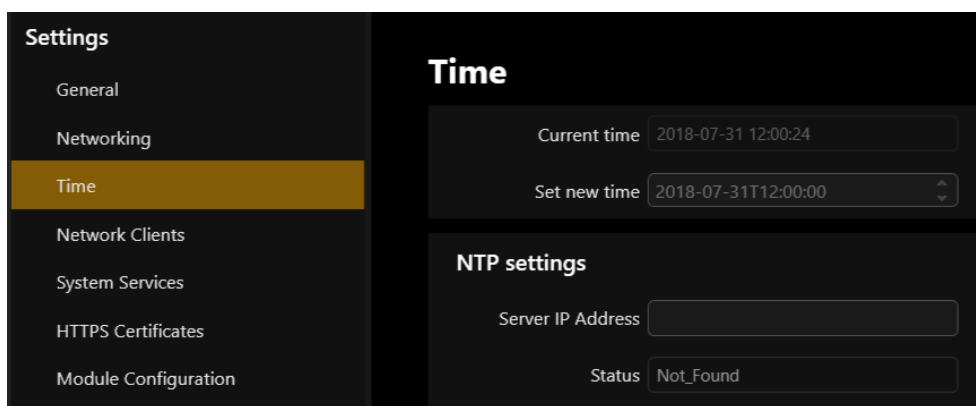 Settings
General
Networking
Time
Network Clients
System Services
HTTPS Certificates
Module Configuration
Time
Current time 2018-07-31 12:00:24
Set new time 2018-07-31T12:00:00
NTP settings
Server IP Address
Status Not_Found